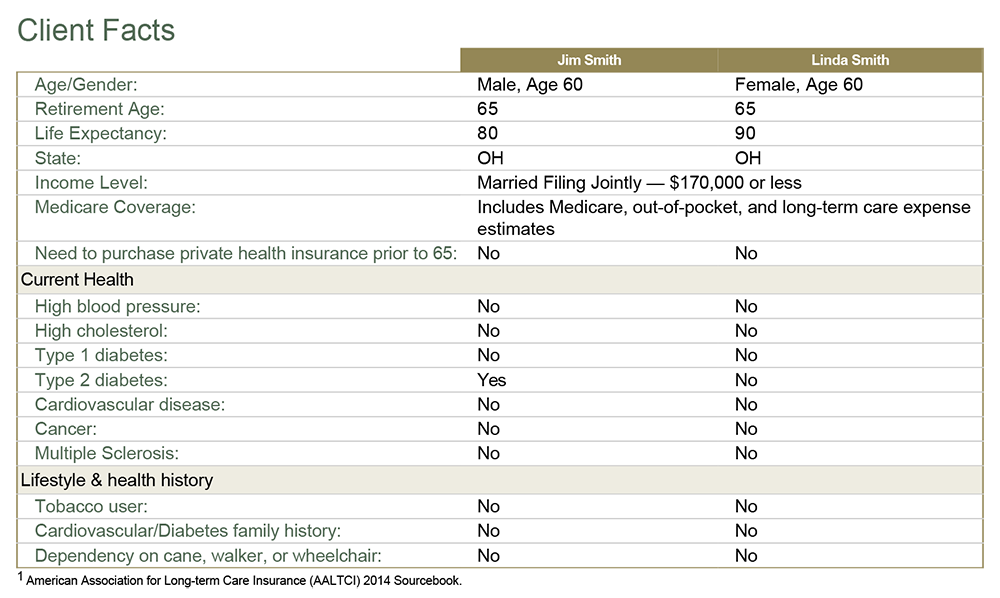 Client Facts
Jim Smith Linda Smith
Age/Gender: Male, Age 60 Female, Age 60
Retirement Age: 65 65
Life Expectancy: 80 90
State: OH OH
Income Level: Married Filing Jointly — $170,000 or less
Medicare Coverage: Includes Medicare, out-of-pocket, and long-term care expense
estimates
Need to purchase private health insurance prior to 65: No No
Current Health
High blood pressure: No No
High cholesterol: No No
Type 1 diabetes: No No
Type 2 diabetes: Yes No
Cardiovascular disease: No No
Cancer: No No
Multiple Sclerosis: No No
Lifestyle & health history
Tobacco user: No No
Cardiovascular/Diabetes family history: No No
Dependency on cane, walker, or wheelchair: No No
1 American Association for Long-term Care Insurance (AALTCI) 2014 Sourcebook.